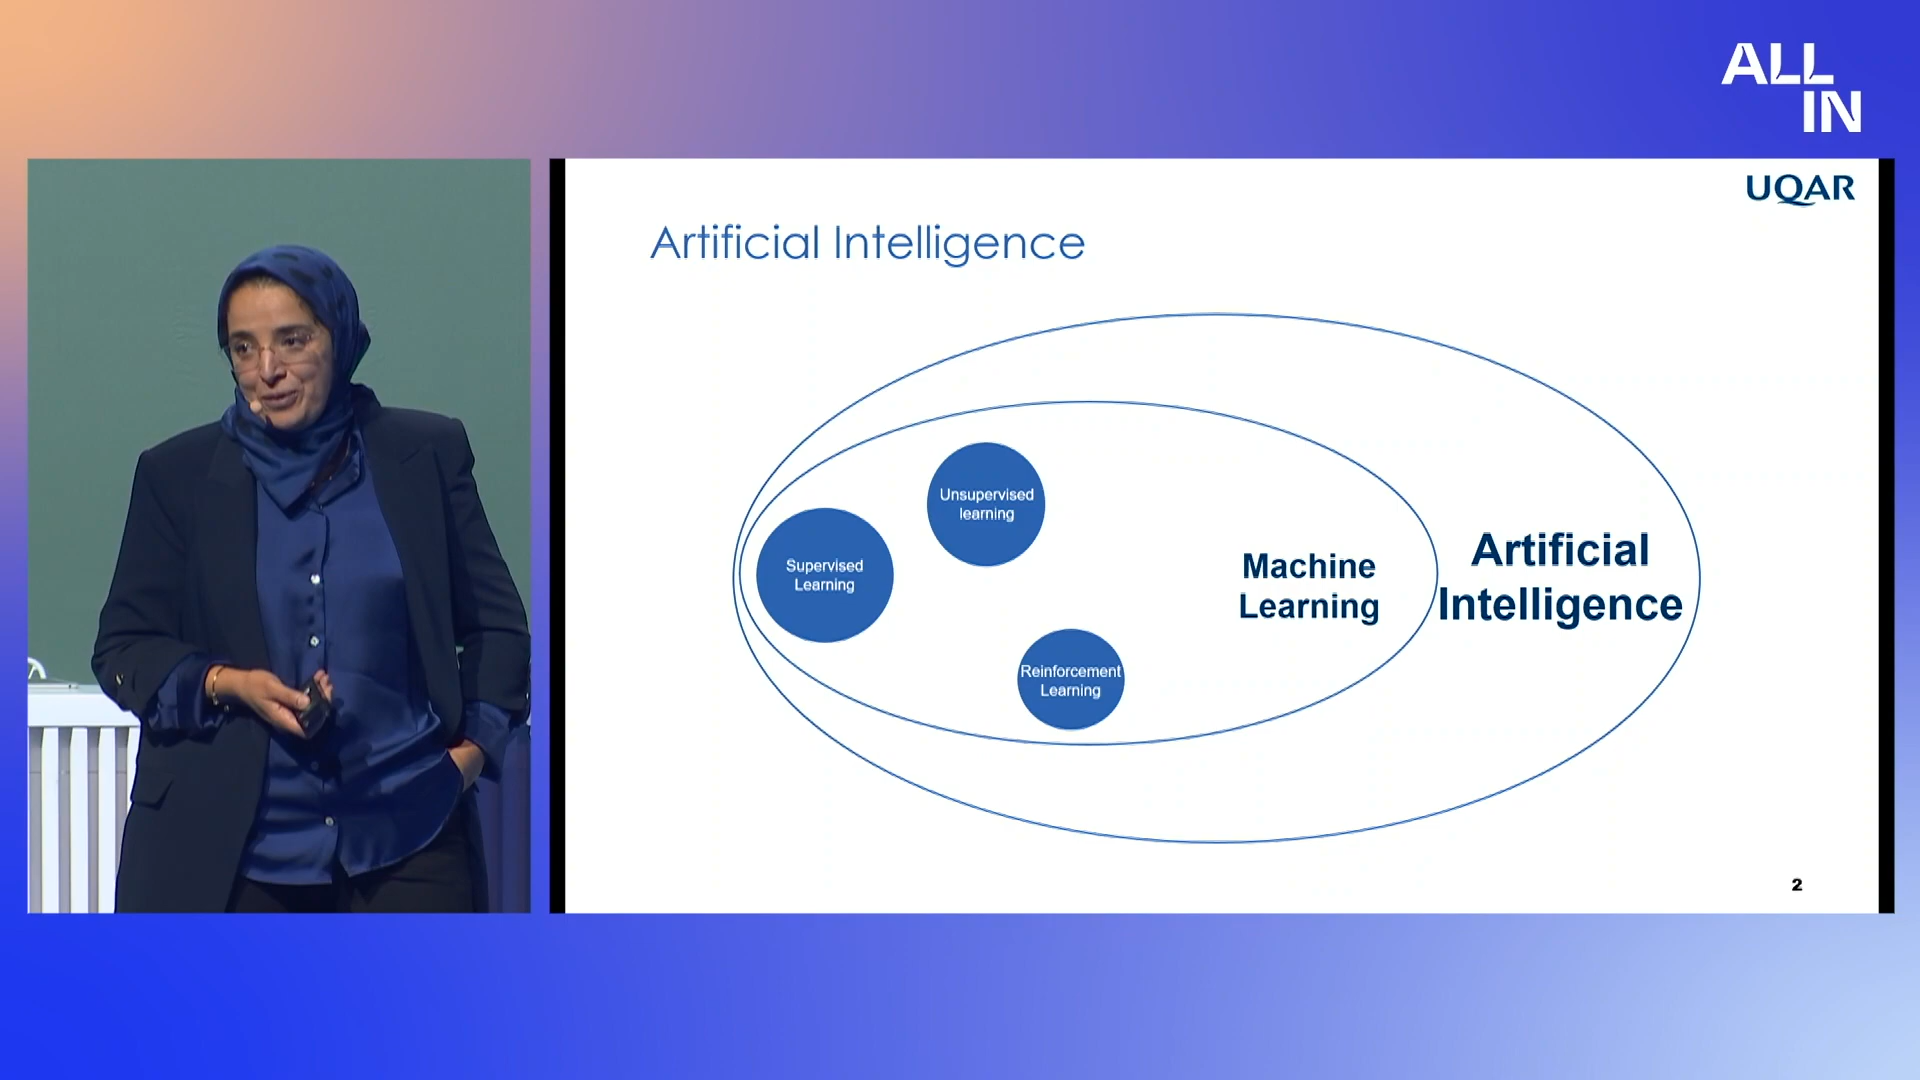 ALL
IN
UQAR
Artificial Intelligence
Unsupervised
learning
Supervised
Learning
Machine
Learning
Artificial
Intelligence
Reinforcement
Learning
2